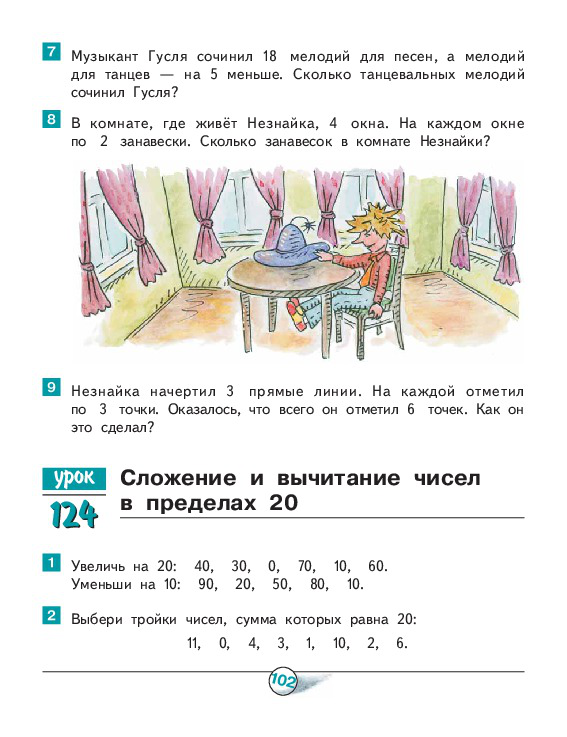 7 Музыкант Гусля сочинил 18 мелодий для песен, а мелодий
для танцев — на 5 меньше. Сколько танцевальных мелодий
сочинил Гусля?
8 В комнате, где живёт Незнайка, 4 окна. На каждом окне
по 2 занавески. Сколько занавесок в комнате Незнайки?
9 Незнайка начертил 3 прямые линии. На каждой отметил
по 3 точки. Оказалось, что всего он отметил 6 точек. Как он
это сделал?
урок
124
Сложение и вычитание чисел
в пределах 20
1 Увеличь на 20: 40, 30, 0, 70, 10, 60.
Уменьши на 10: 90, 20, 50, 80, 10.
2 Выбери тройки чисел, сумма которых равна 20:
11, 0, 4, 3, 1, 10, 2, 6.
102